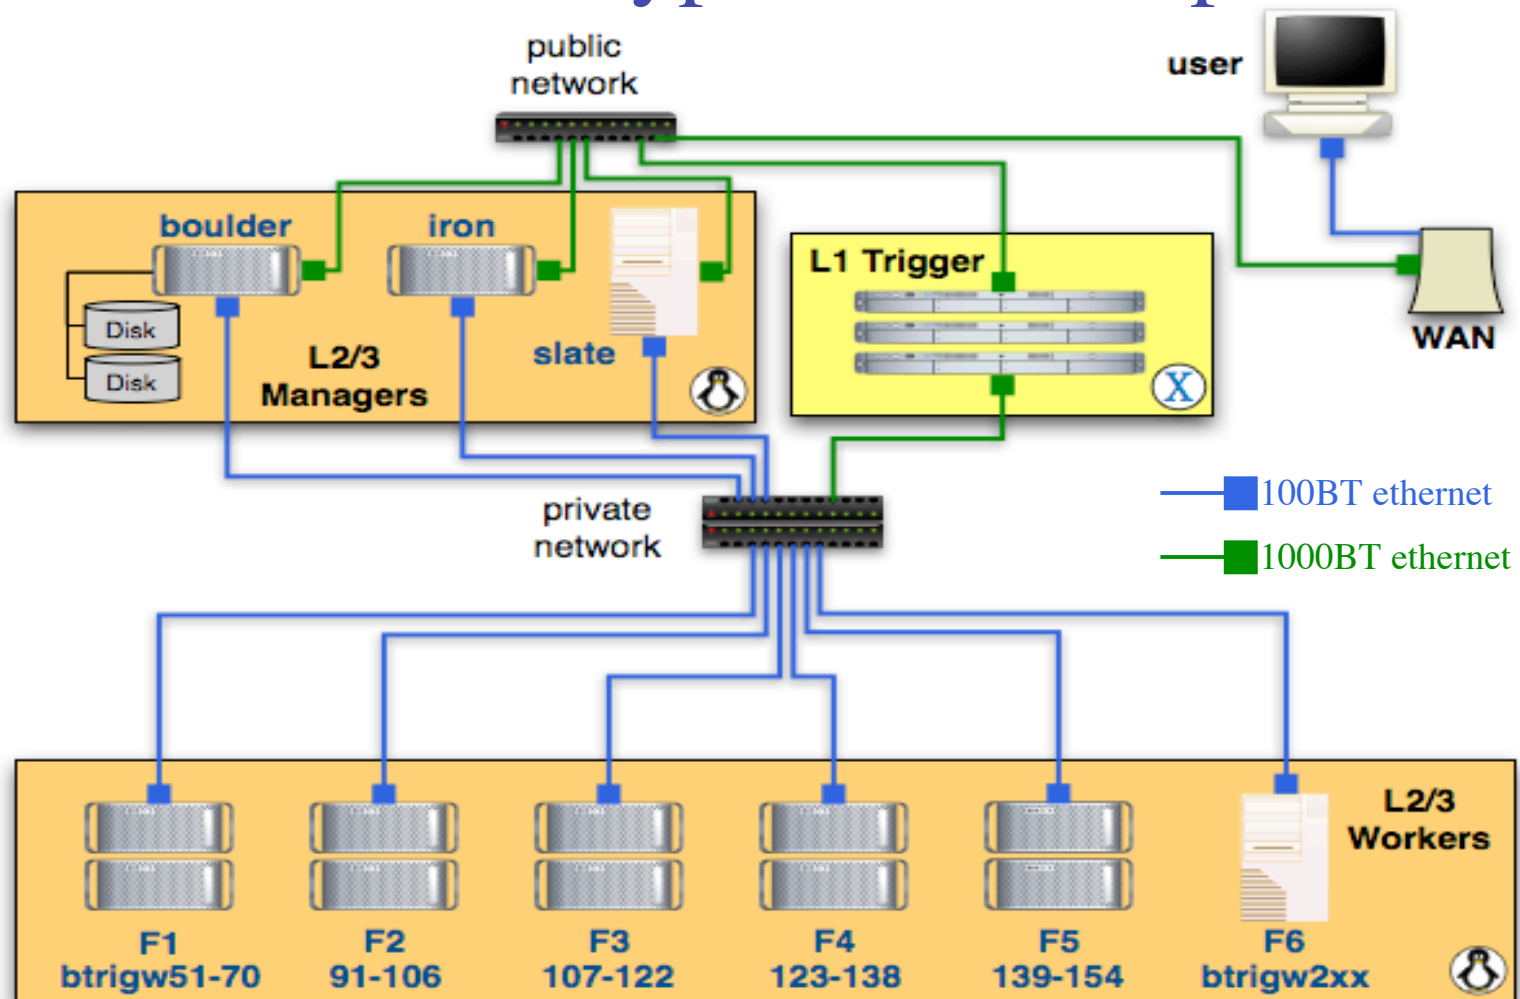 public
network
user
boulder
iron
L1 Trigger
Disk
Disk
L2/3
Managers
slate
X
WAN
private
network
100BT ethernet
1000BT ethernet
L2/3
Workers
F1
btrigw51-70
F2
91-106
F3
107-122
F4
123-138
F5
139-154
F6
btrigw2xx